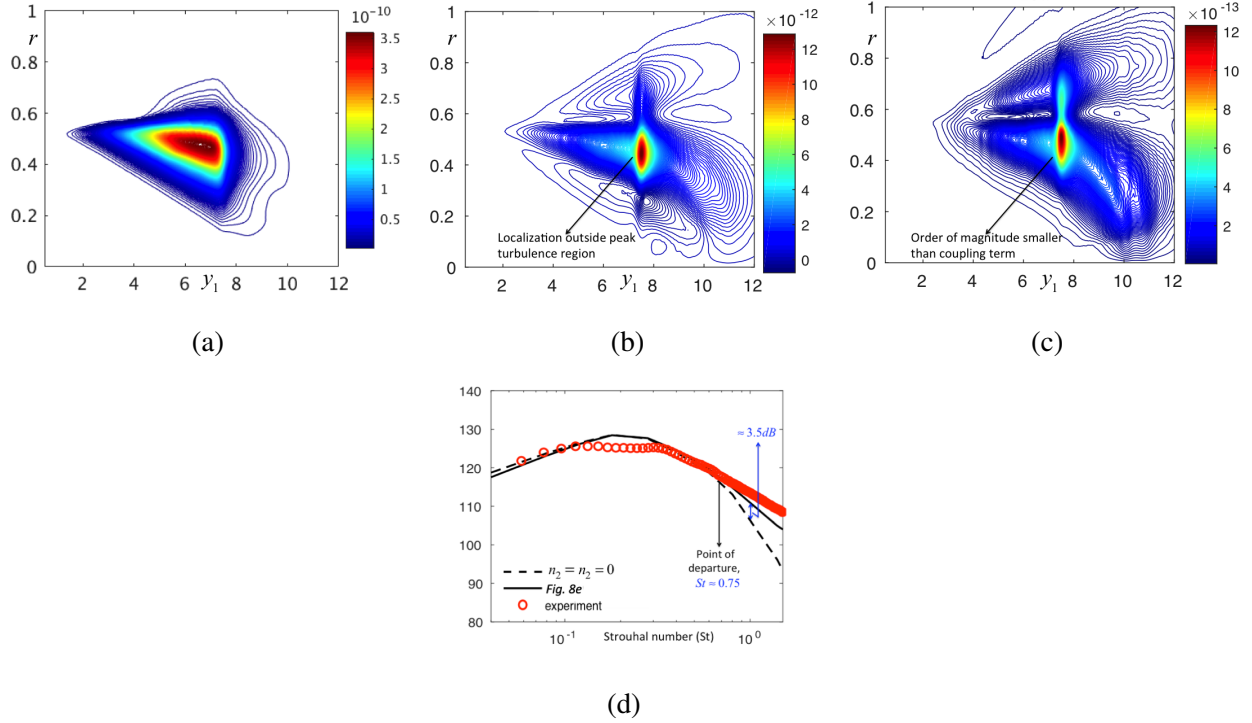 ×10⁻¹⁰
1
r
0.8
0.6
0.4
0.2
0
2 4 6 y₁ 8 10 12
3.5
3
2.5
2
1.5
1
0.5
(a)
×10⁻¹²
1
r
0.8
0.6
0.4
0.2
0
Localization outside peak
turbulence region
2 4 6 y₁ 8 10 12
12
10
8
6
4
2
0
(b)
×10⁻¹³
1
r
0.8
0.6
0.4
0.2
0
Order of magnitude smaller
than coupling term
2 4 6 y₁ 8 10 12
12
10
8
6
4
2
(c)
140
130
120
110
100
90
80
≈3.5dB
Point of
departure,
St ≈ 0.75
n₂ = n₂ = 0
Fig. 8e
experiment
10⁻¹ Strouhal number (St) 10⁰
(d)